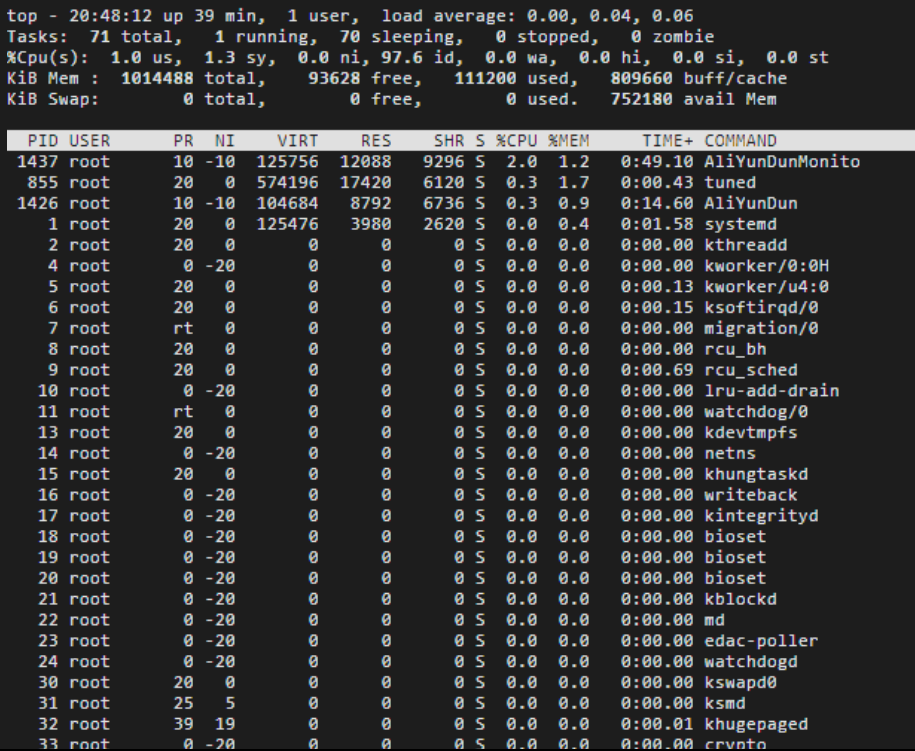 top - 20:48:12 up 39 min,  1 user,  load average: 0.00, 0.04, 0.06
Tasks:  71 total,   1 running,  70 sleeping,   0 stopped,   0 zombie
%Cpu(s):  1.0 us,  1.3 sy,  0.0 ni, 97.6 id,  0.0 wa,  0.0 hi,  0.0 si,  0.0 st
KiB Mem :  1014488 total,    93628 free,   111200 used,   809660 buff/cache
KiB Swap:        0 total,        0 free,        0 used.   752180 avail Mem
PID USER      PR  NI    VIRT    RES    SHR S %CPU %MEM     TIME+ COMMAND
1437 root      10 -10  125756  12088   9296 S  2.0  1.2   0:49.10 AliYunDunMonito
855 root      20   0  574196  17420   6120 S  0.3  1.7   0:00.43 tuned
1426 root      10 -10  104684   8792   6736 S  0.3  0.9   0:14.60 AliYunDun
1 root      20   0  125476   3980   2620 S  0.0  0.4   0:01.58 systemd
2 root      20   0       0      0      0 S  0.0  0.0   0:00.00 kthreadd
4 root       0 -20       0      0      0 S  0.0  0.0   0:00.00 kworker/0:0H
5 root      20   0       0      0      0 S  0.0  0.0   0:00.13 kworker/u4:0
6 root      20   0       0      0      0 S  0.0  0.0   0:00.15 ksoftirqd/0
7 root      rt   0       0      0      0 S  0.0  0.0   0:00.00 migration/0
8 root      20   0       0      0      0 S  0.0  0.0   0:00.00 rcu_bh
9 root      20   0       0      0      0 S  0.0  0.0   0:00.69 rcu_sched
10 root       0 -20       0      0      0 S  0.0  0.0   0:00.00 lru-add-drain
11 root      rt   0       0      0      0 S  0.0  0.0   0:00.00 watchdog/0
13 root      20   0       0      0      0 S  0.0  0.0   0:00.00 kdevtmpfs
14 root       0 -20       0      0      0 S  0.0  0.0   0:00.00 netns
15 root      20   0       0      0      0 S  0.0  0.0   0:00.00 khungtaskd
16 root       0 -20       0      0      0 S  0.0  0.0   0:00.00 writeback
17 root       0 -20       0      0      0 S  0.0  0.0   0:00.00 kintegrityd
18 root       0 -20       0      0      0 S  0.0  0.0   0:00.00 bioset
19 root       0 -20       0      0      0 S  0.0  0.0   0:00.00 bioset
20 root       0 -20       0      0      0 S  0.0  0.0   0:00.00 bioset
21 root       0 -20       0      0      0 S  0.0  0.0   0:00.00 kblockd
22 root       0 -20       0      0      0 S  0.0  0.0   0:00.00 md
23 root       0 -20       0      0      0 S  0.0  0.0   0:00.00 edac-poller
24 root       0 -20       0      0      0 S  0.0  0.0   0:00.00 watchdogd
30 root      20   0       0      0      0 S  0.0  0.0   0:00.00 kswapd0
31 root      25   5       0      0      0 S  0.0  0.0   0:00.00 ksmd
32 root      39  19       0      0      0 S  0.0  0.0   0:00.01 khugepaged
33 root       0 -20       0      0      0 S  0.0  0.0   0:00.00 crypto